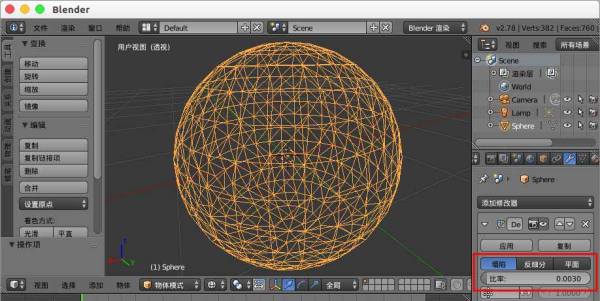 Blender
文件 渲染 窗口 帮助 Default Scene Blender 渲染 v2.78 | Verts:382 | Faces:760
工具
变换
移动
旋转
缩放
镜像
编辑
复制
复制链接项
删除
合并
设置原点
着色方式:
光滑 平直
操作项
用户视图 (透视)
(1) Sphere
视图 选择 添加 物体 物体模式 全局
视图 搜索 所有场景
Scene
渲染层
World
Camera
Lamp
Sphere
Sphere
添加修改器
De
应用 复制
塌陷 反细分 平面
比率: 0.0030
1.0000